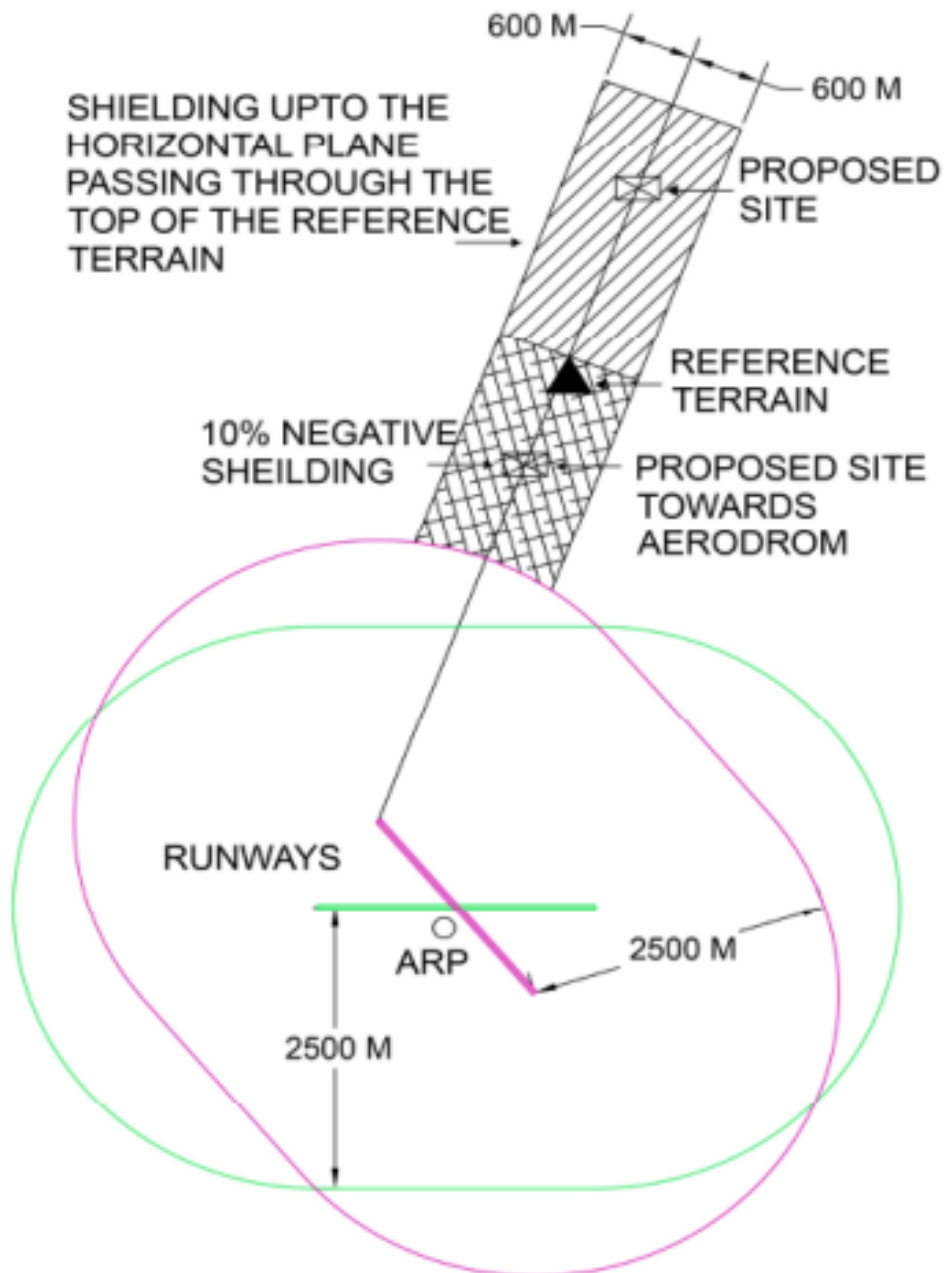 600 M
600 M
SHIELDING UPTO THE
HORIZONTAL PLANE
PASSING THROUGH THE
TOP OF THE REFERENCE
TERRAIN
PROPOSED
SITE
REFERENCE
TERRAIN
10% NEGATIVE
SHEILDING
PROPOSED SITE
TOWARDS
AERODROM
RUNWAYS
ARP
2500 M
2500 M